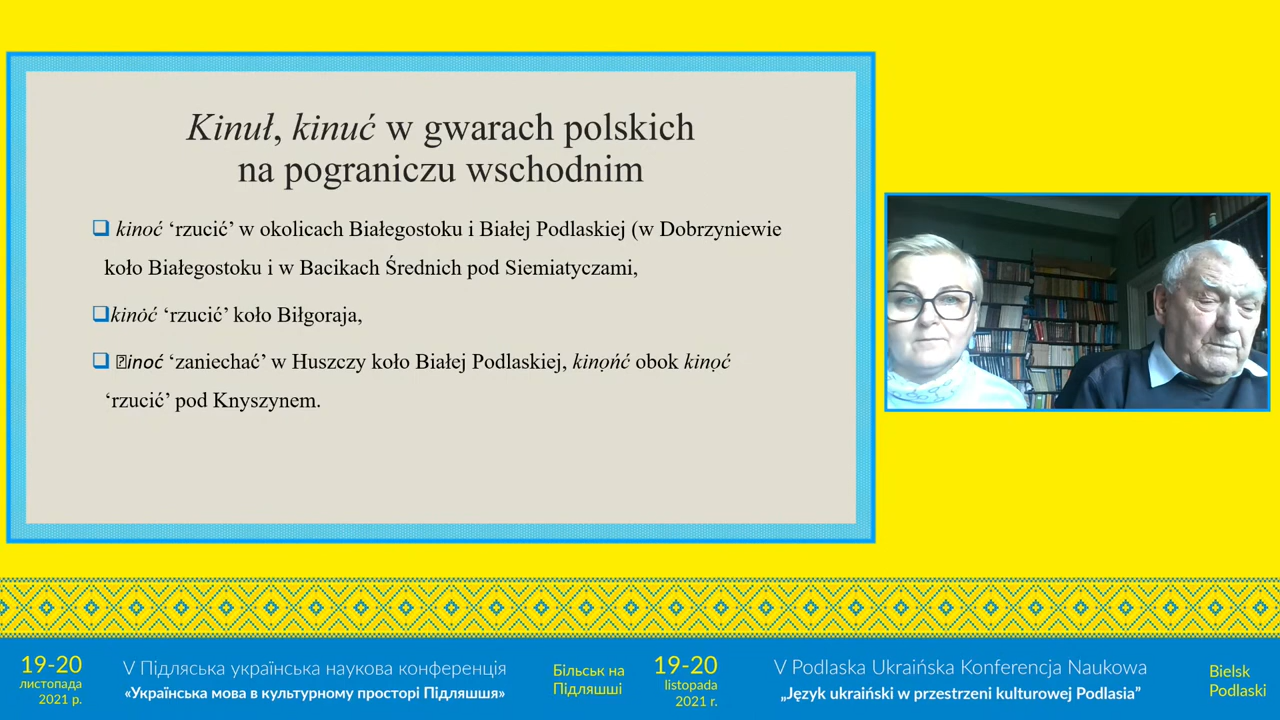 Kinuł, kinuć w gwarach polskich
na pograniczu wschodnim
kinoć ‘rzucić’ w okolicach Białegostoku i Białej Podlaskiej (w Dobrzyniewie
koło Białegostoku i w Bacikach Średnich pod Siemiatyczami,
kinȯć ‘rzucić’ koło Biłgoraja,
inoć ‘zaniechać’ w Huszczy koło Białej Podlaskiej, kinọńć obok kinọć
‘rzucić’ pod Knyszynem.
19-20
листопада
2021 р.
V Підляська українська наукова конференція
«Українська мова в культурному просторі Підляшшя»
Більськ на
Підляшші
19-20
listopada
2021 r.
V Podlaska Ukraińska Konferencja Naukowa
„Język ukraiński w przestrzeni kulturowej Podlasia”
Bielsk
Podlaski